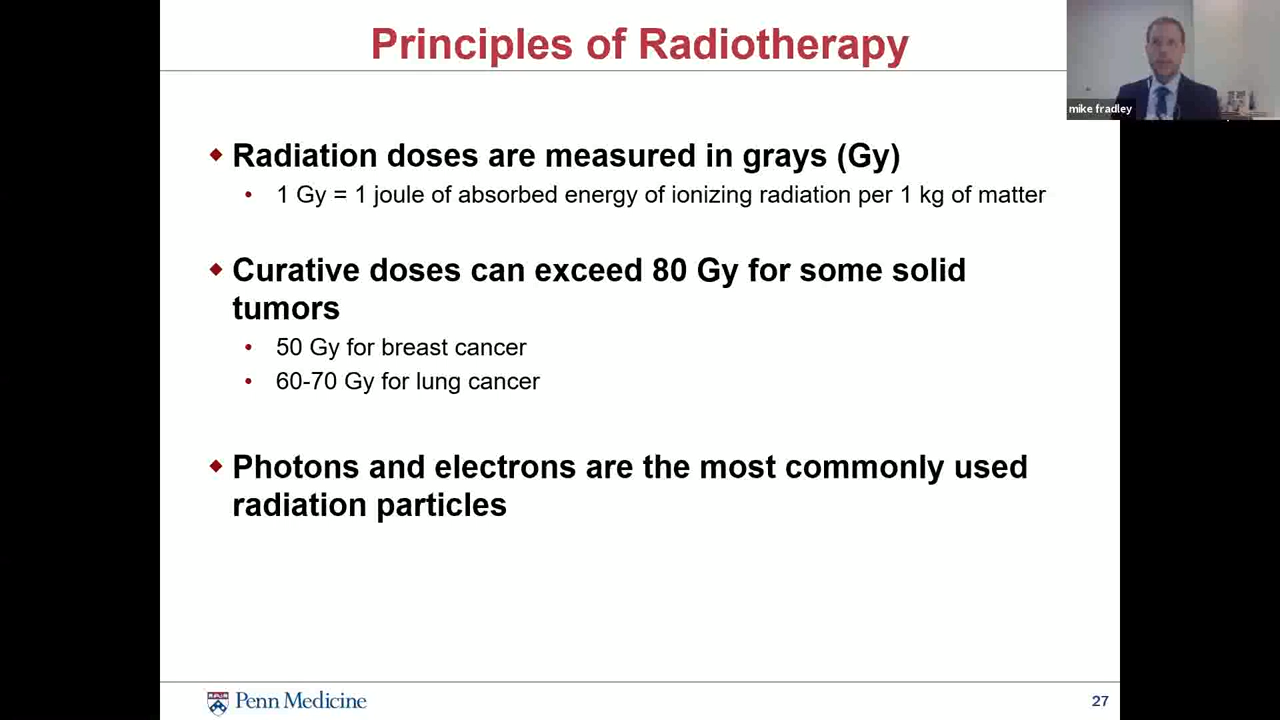 Principles of Radiotherapy
mike fradley
Radiation doses are measured in grays (Gy)
1 Gy = 1 joule of absorbed energy of ionizing radiation per 1 kg of matter
Curative doses can exceed 80 Gy for some solid
tumors
50 Gy for breast cancer
60-70 Gy for lung cancer
Photons and electrons are the most commonly used
radiation particles
Penn Medicine
27